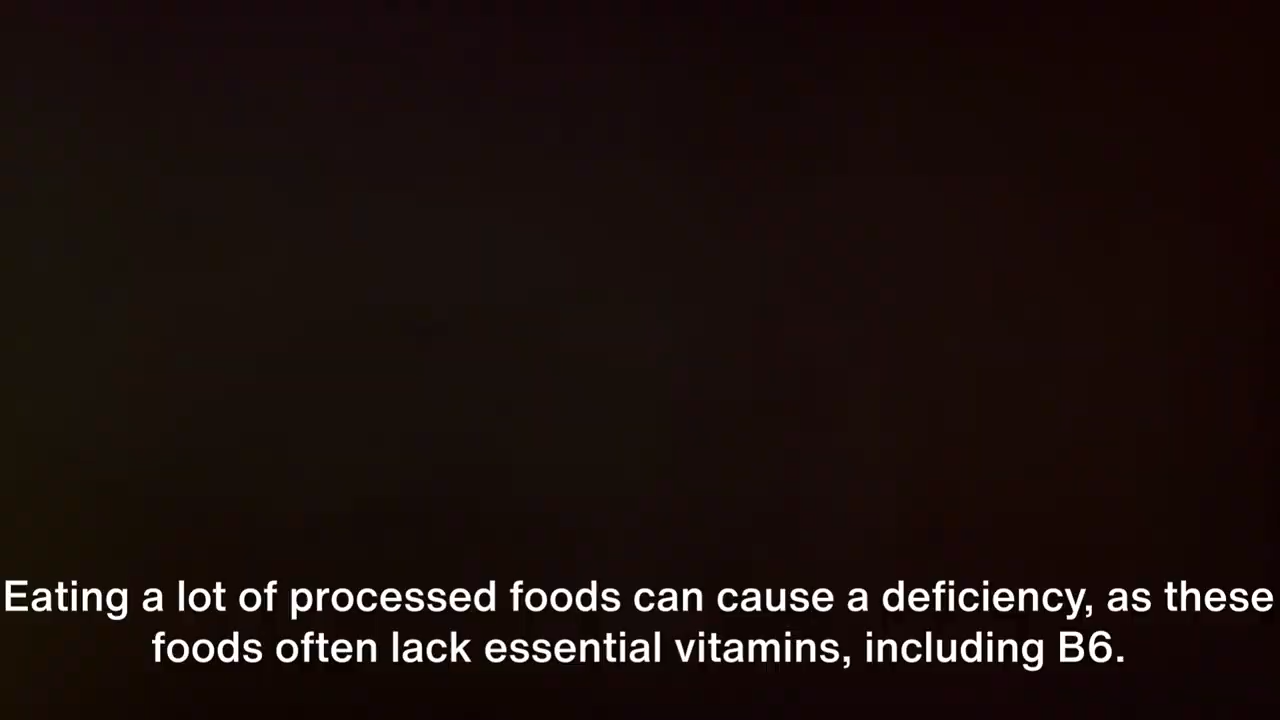 Eating a lot of processed foods can cause a deficiency, as these
foods often lack essential vitamins, including B6.